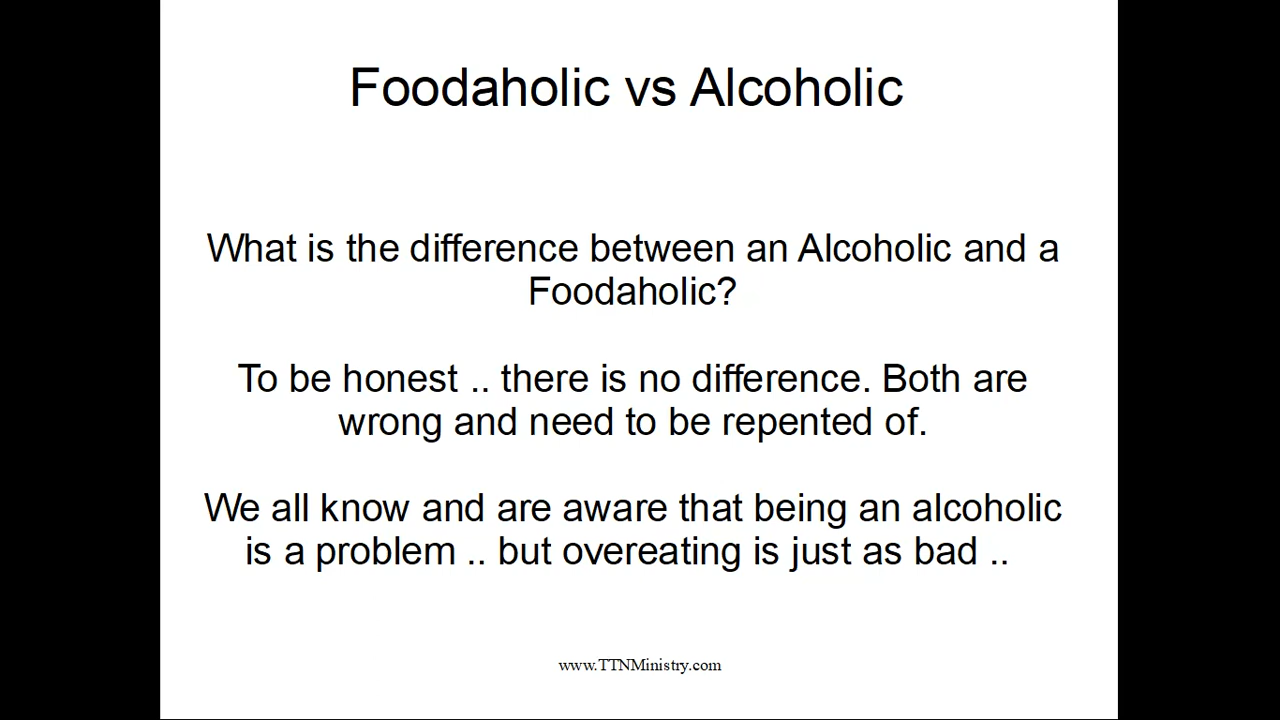 Foodaholic vs Alcoholic
What is the difference between an Alcoholic and a
Foodaholic?
To be honest .. there is no difference. Both are
wrong and need to be repented of.
We all know and are aware that being an alcoholic
is a problem .. but overeating is just as bad ..
www.TTNMinistry.com